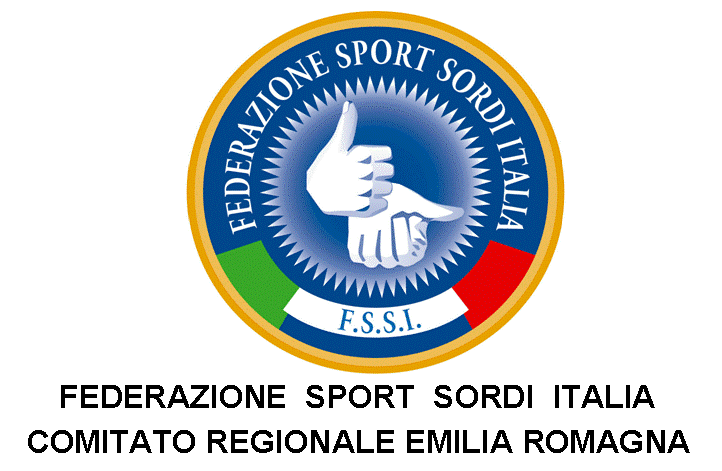 FEDERAZIONE SPORT SORDI ITALIA
F.S.S.I.
FEDERAZIONE SPORT SORDI ITALIA
COMITATO REGIONALE EMILIA ROMAGNA